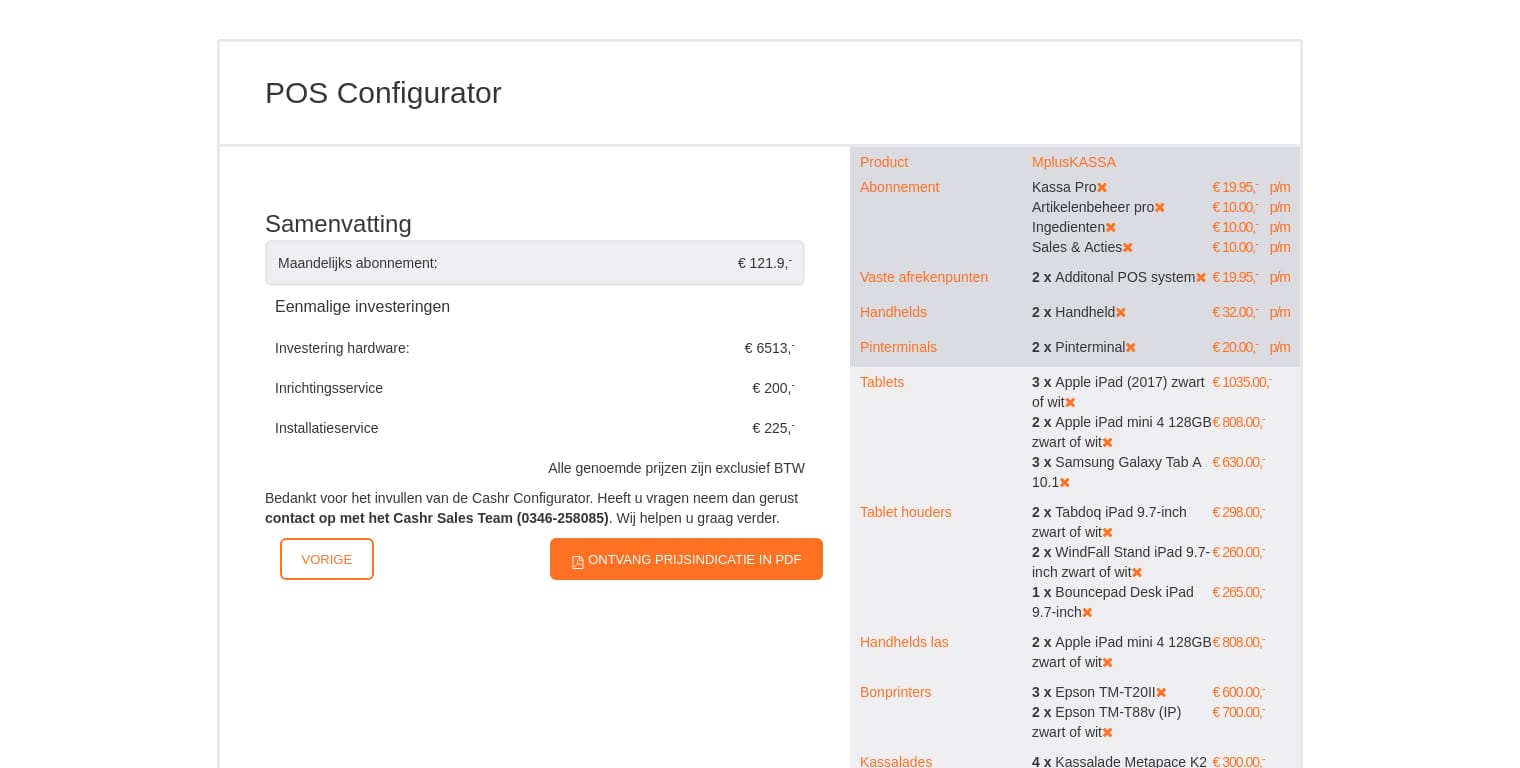 POS Configurator
Samenvatting
Maandelijks abonnement: € 121.9,-
Eenmalige investeringen
Investering hardware: € 6513,-
Inrichtingsservice € 200,-
Installatieservice € 225,-
Alle genoemde prijzen zijn exclusief BTW
Bedankt voor het invullen van de Cashr Configurator. Heeft u vragen neem dan gerust
contact op met het Cashr Sales Team (0346-258085). Wij helpen u graag verder.
VORIGE
ONTVANG PRIJSINDICATIE IN PDF
Product MplusKASSA
Abonnement Kassa Pro € 19.95,- p/m
Artikelenbeheer pro € 10.00,- p/m
Ingedienten € 10.00,- p/m
Sales & Acties € 10.00,- p/m
Vaste afrekenpunten 2 x Additonal POS system € 19.95,- p/m
Handhelds 2 x Handheld € 32.00,- p/m
Pinterminals 2 x Pinterminal € 20.00,- p/m
Tablets 3 x Apple iPad (2017) zwart € 1035.00,-
of wit
2 x Apple iPad mini 4 128GB € 808.00,-
zwart of wit
3 x Samsung Galaxy Tab A € 630.00,-
10.1
Tablet houders 2 x Tabdoq iPad 9.7-inch € 298.00,-
zwart of wit
2 x WindFall Stand iPad 9.7- € 260.00,-
inch zwart of wit
1 x Bouncepad Desk iPad € 265.00,-
9.7-inch
Handhelds las 2 x Apple iPad mini 4 128GB € 808.00,-
zwart of wit
Bonprinters 3 x Epson TM-T20II € 600.00,-
2 x Epson TM-T88v (IP) € 700.00,-
zwart of wit
Kassalades 4 x Kassalade Metapace K2 € 300.00,-